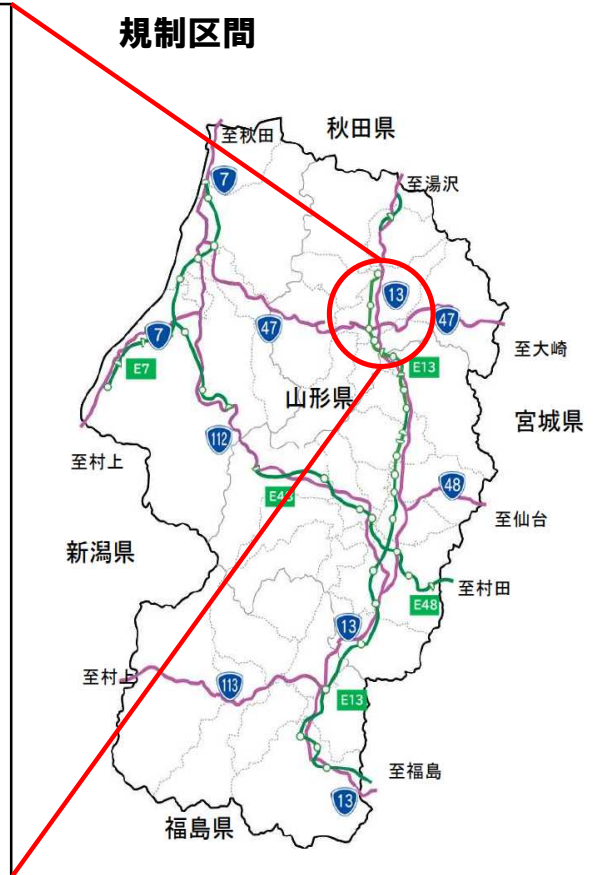 規制区間
秋田県
至秋田
7
至湯沢
13
47
47
至大崎
7
E7
E13
山形県
宮城県
112
至村上
48
至仙台
新潟県
至村田
E48
13
至村上
113
E13
至福島
13
福島県